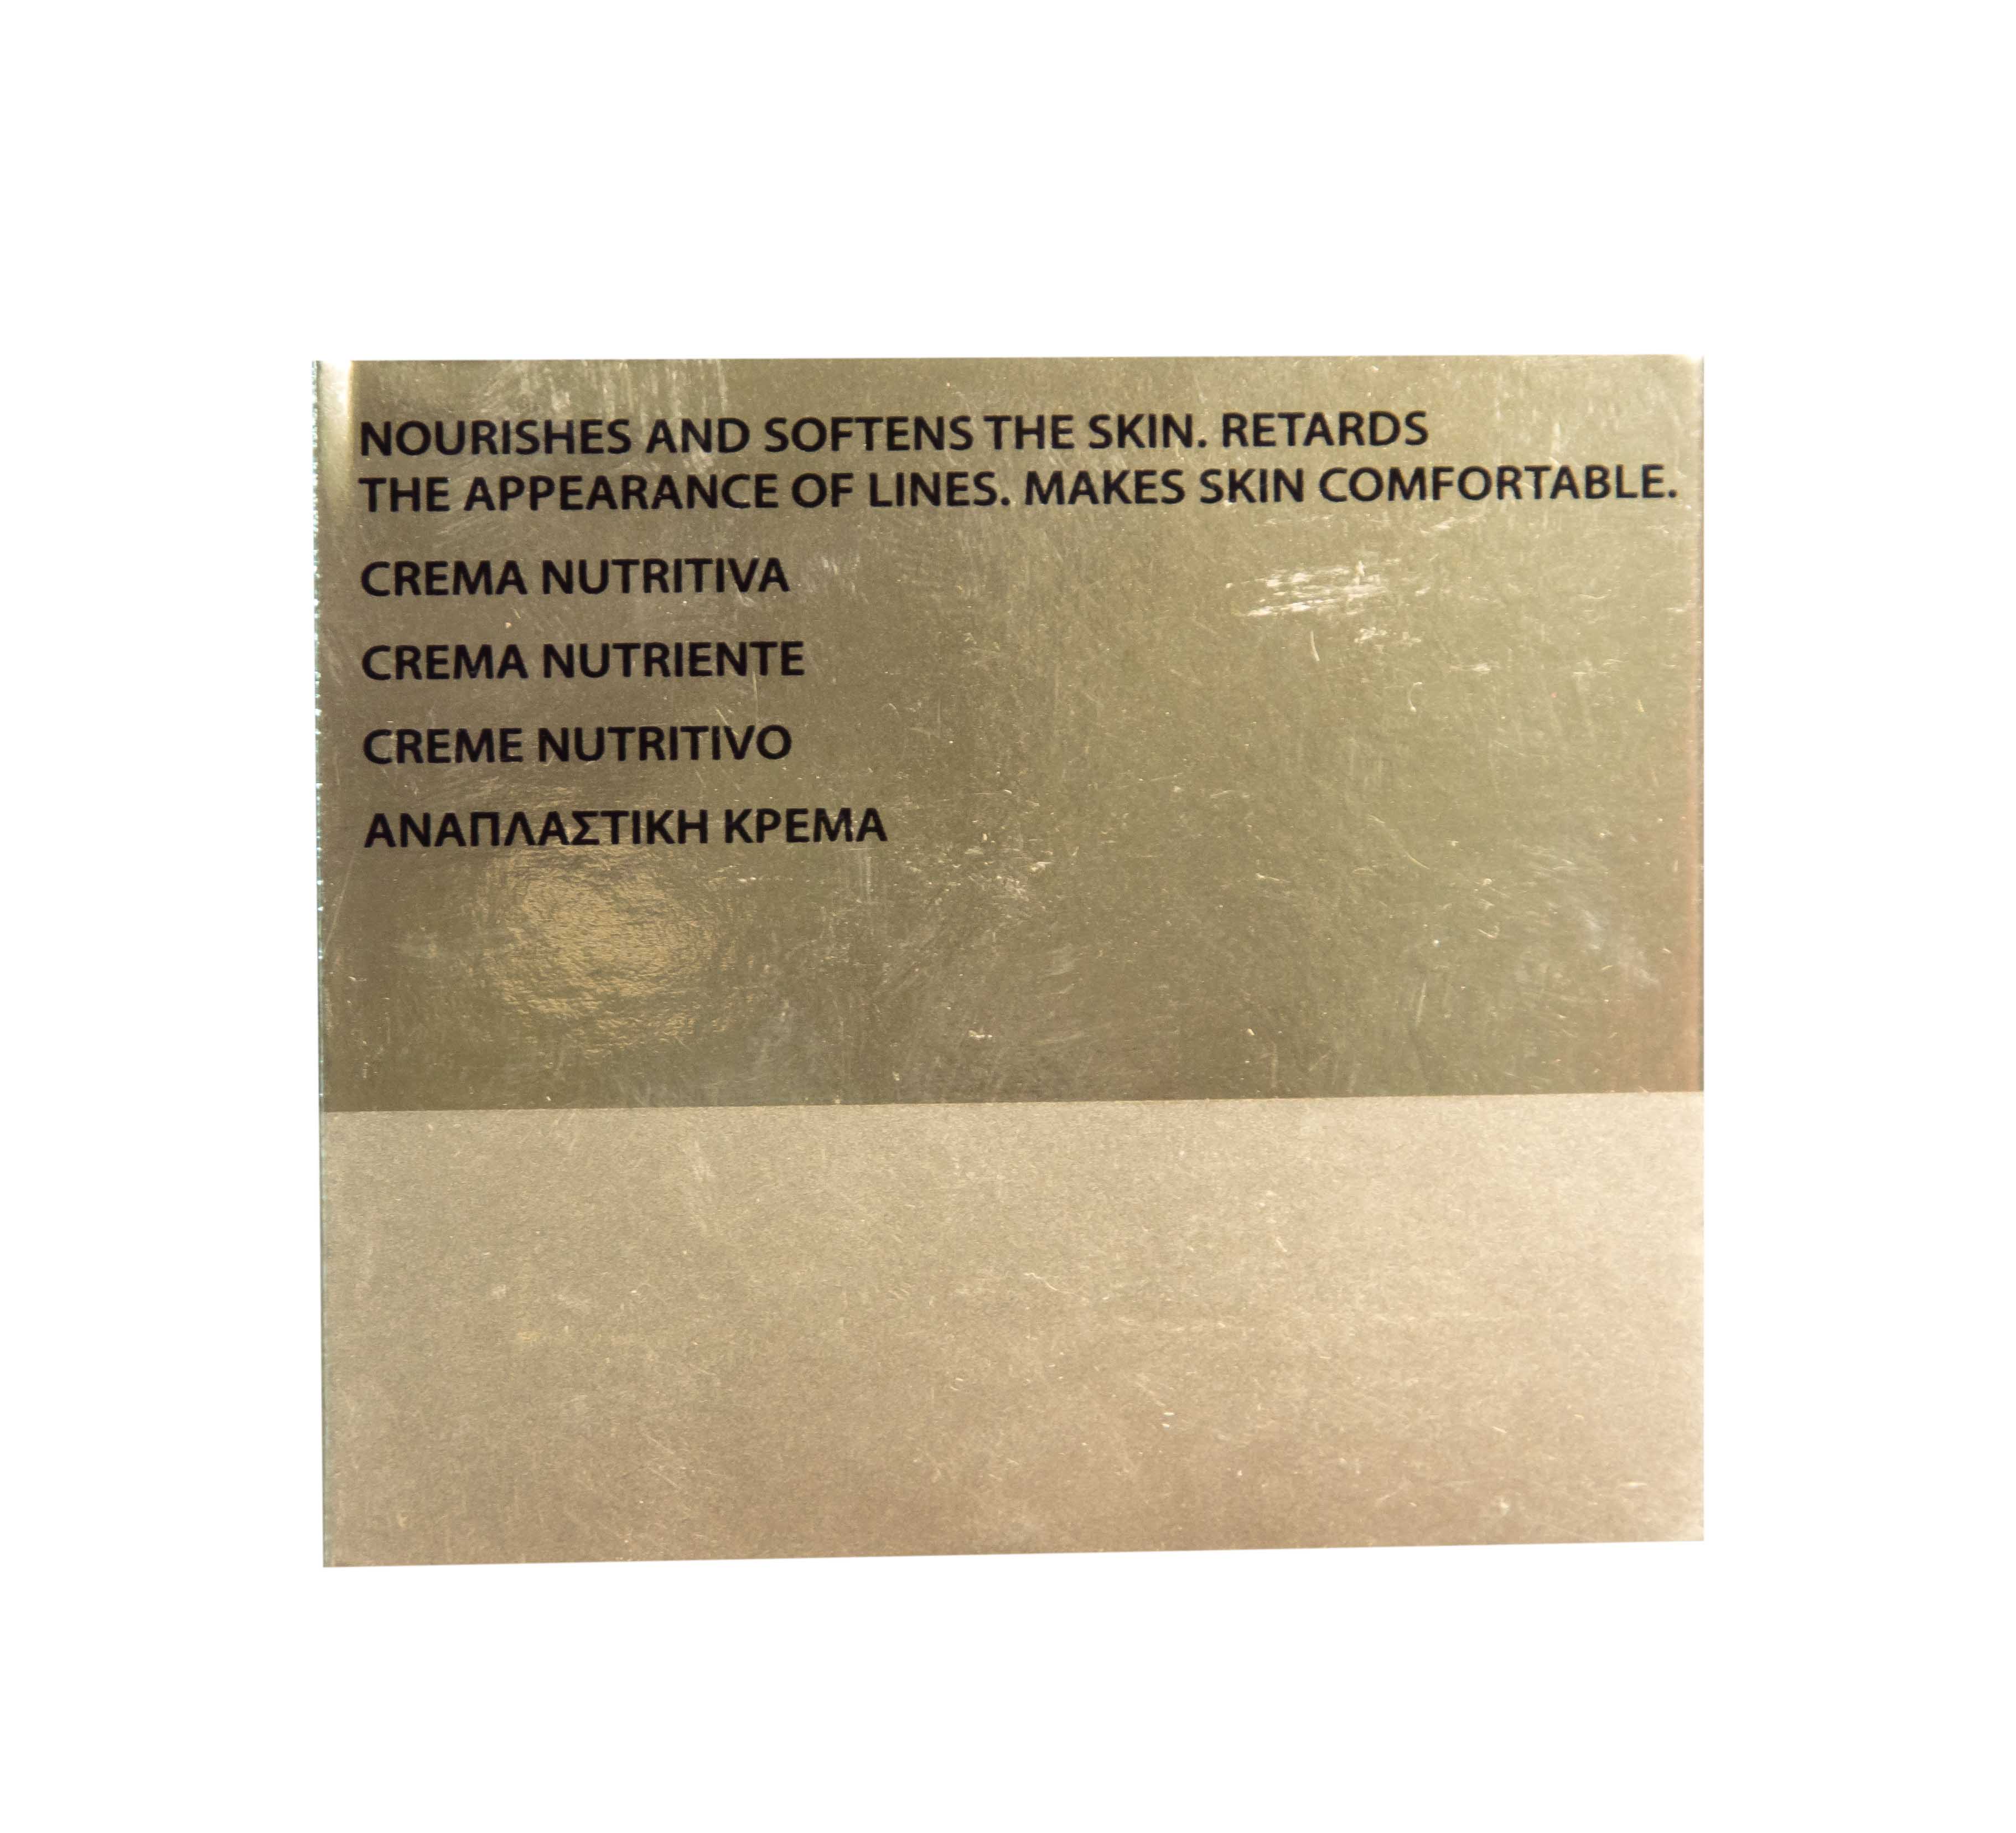 NOURISHES AND SOFTENS THE SKIN. RETARDS
THE APPEARANCE OF LINES. MAKES SKIN COMFORTABLE.
CREMA NUTRITIVA
CREMA NUTRIENTE
CREME NUTRITIVO
ΑΝΑΠΛΑΣΤΙΚΗ ΚΡΕΜΑ